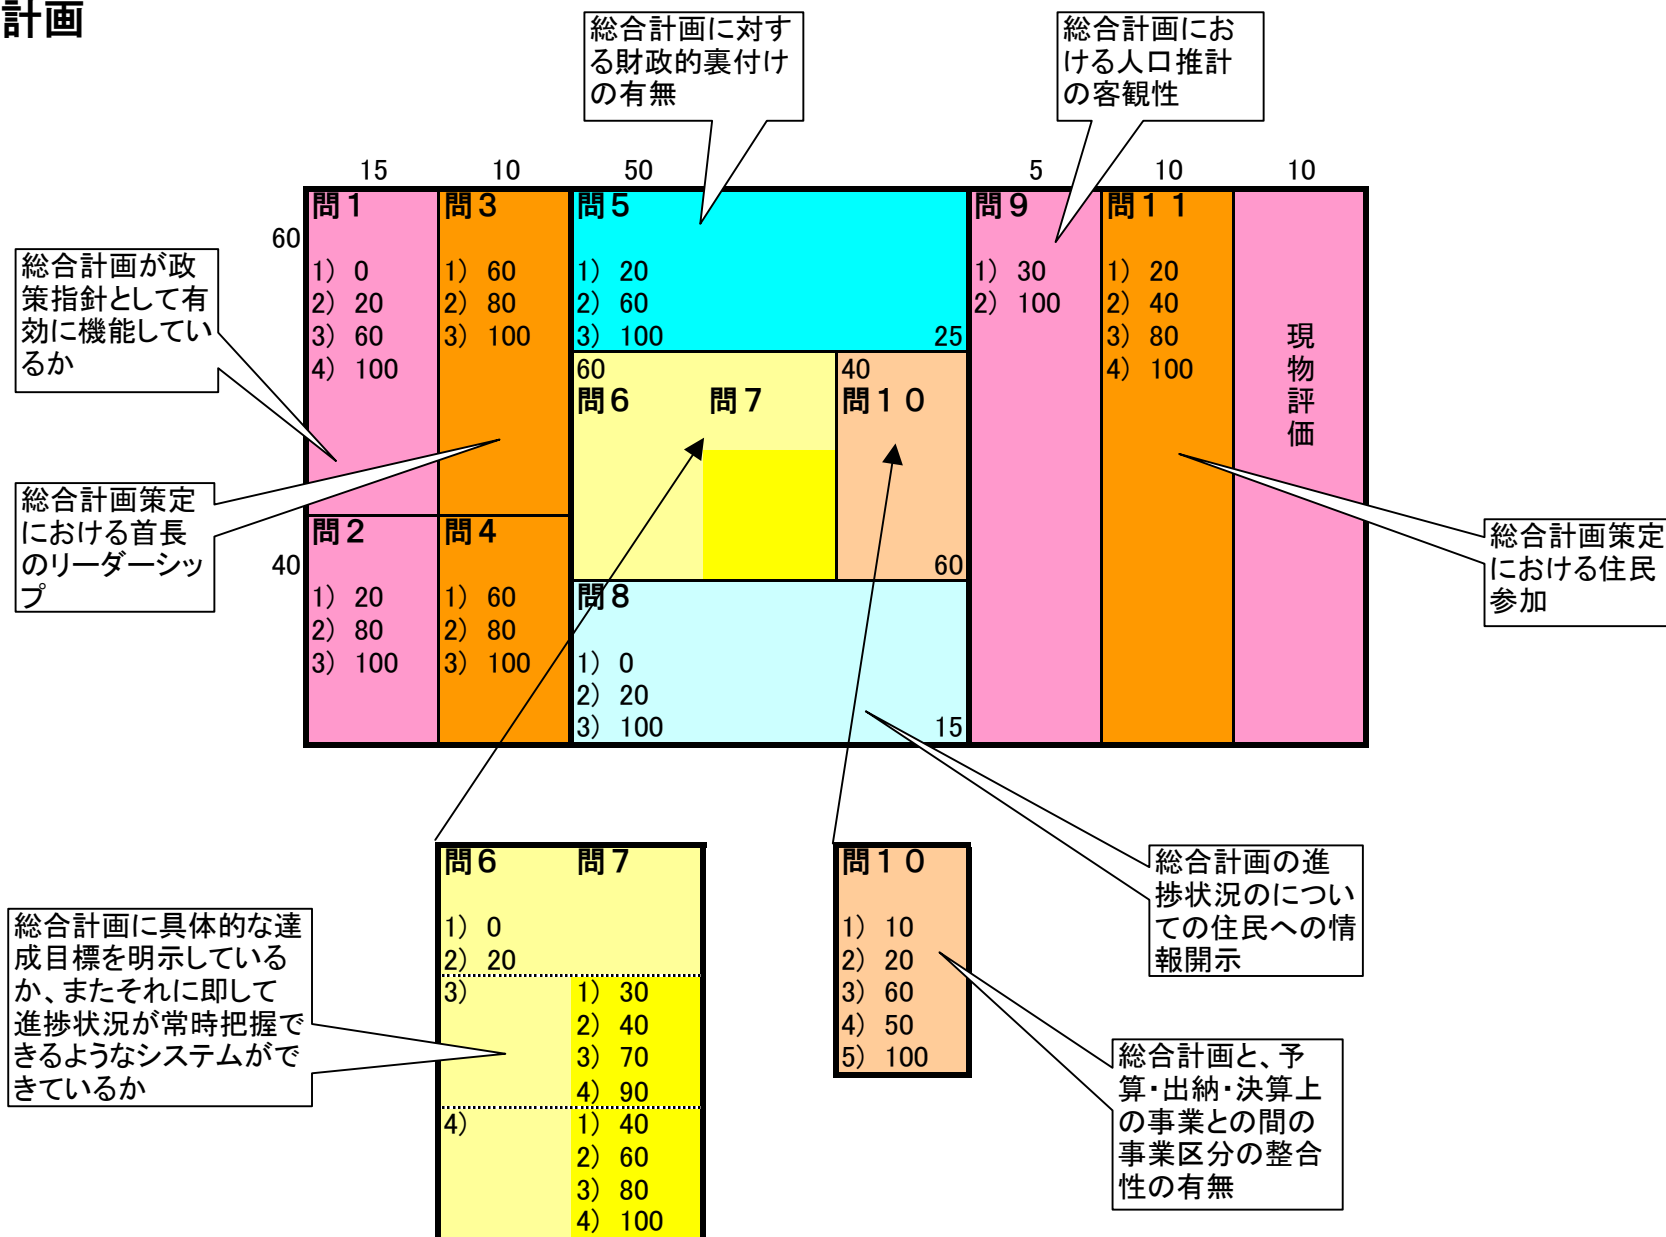 計画
総合計画に対す
る財政的裏付け
の有無
総合計画にお
ける人口推計
の客観性
15 10 50 5 10 10
60
40
総合計画が政
策指針として有
効に機能してい
るか
総合計画策定
における首長
のリーダーシッ
プ
問1
1) 0
2) 20
3) 60
4) 100
問2
1) 20
2) 80
3) 100
問3
1) 60
2) 80
3) 100
問4
1) 60
2) 80
3) 100
問5
1) 20
2) 60
3) 100
25
60
問6 問7
40
問10
60
問8
1) 0
2) 20
3) 100
15
問9
1) 30
2) 100
問11
1) 20
2) 40
3) 80
4) 100
現物評価
総合計画策定
における住民
参加
総合計画に具体的な達
成目標を明示している
か、またそれに即して
進捗状況が常時把握で
きるようなシステムがで
きているか
問6 問7
1) 0
2) 20
3) 1) 30
2) 40
3) 70
4) 90
4) 1) 40
2) 60
3) 80
4) 100
問10
1) 10
2) 20
3) 60
4) 50
5) 100
総合計画の進
捗状況のについ
ての住民への情
報開示
総合計画と、予
算・出納・決算上
の事業との間の
事業区分の整合
性の有無